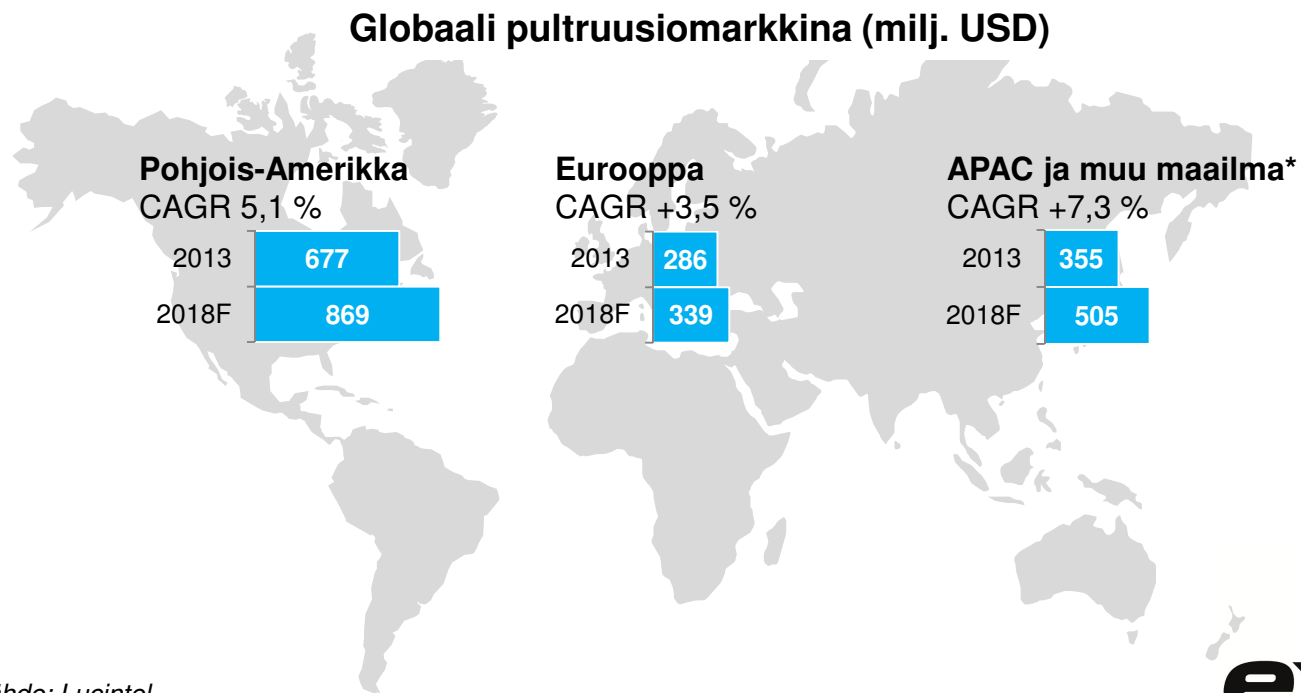 Globaali pultruusiomarkkina (milj. USD)
Pohjois-Amerikka
CAGR 5,1 %
2013 677
2018F 869
Eurooppa
CAGR +3,5 %
2013 286
2018F 339
APAC ja muu maailma*
CAGR +7,3 %
2013 355
2018F 505